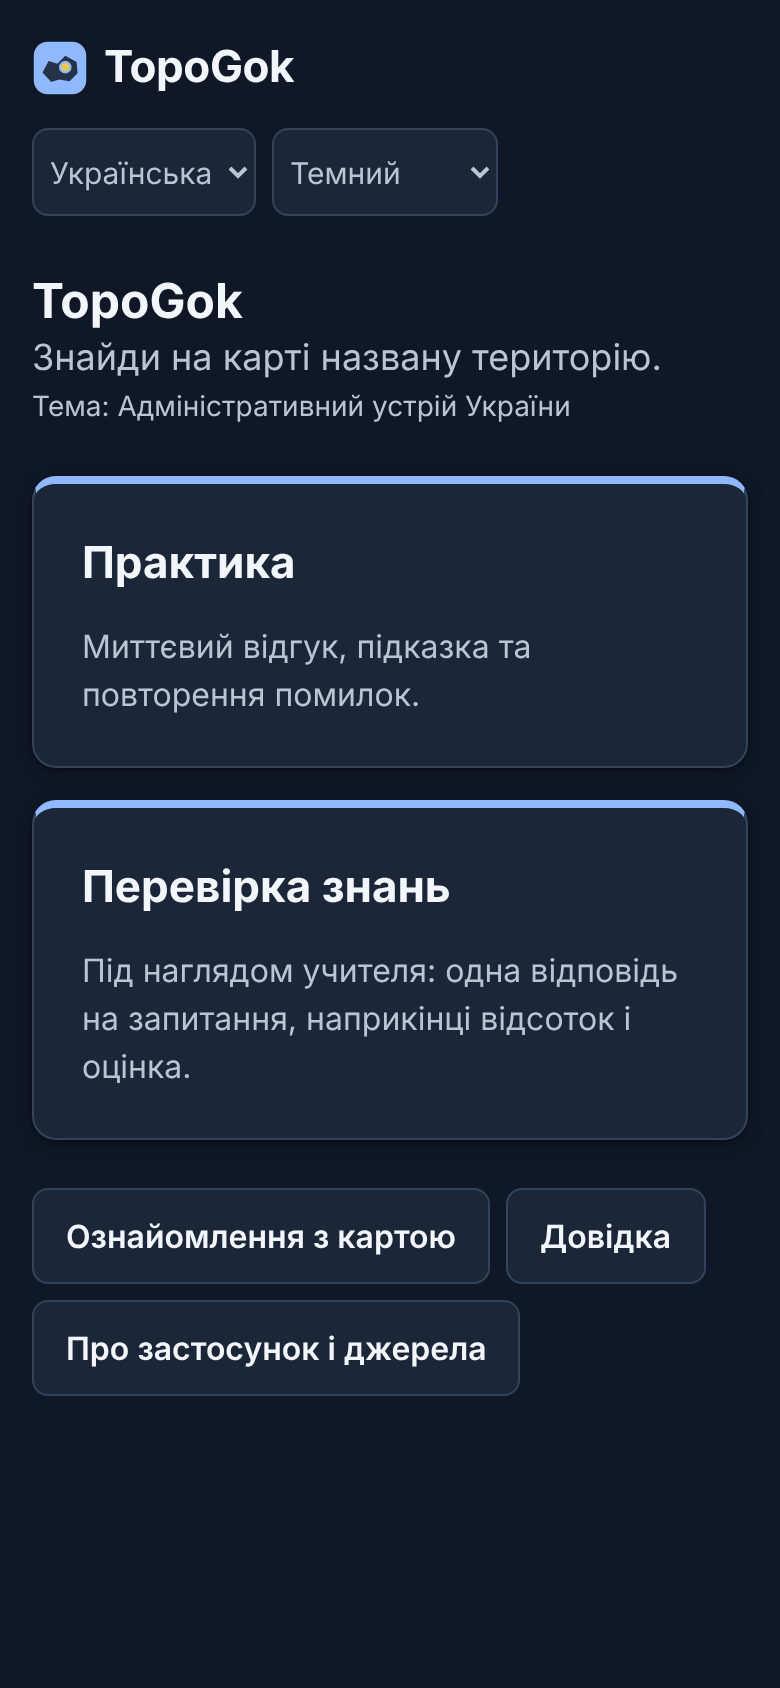 TopoGok
Українська
Темний
TopoGok
Знайди на карті названу територію.
Тема: Адміністративний устрій України
Практика
Миттєвий відгук, підказка та
повторення помилок.
Перевірка знань
Під наглядом учителя: одна відповідь
на запитання, наприкінці відсоток і
оцінка.
Ознайомлення з картою
Довідка
Про застосунок і джерела